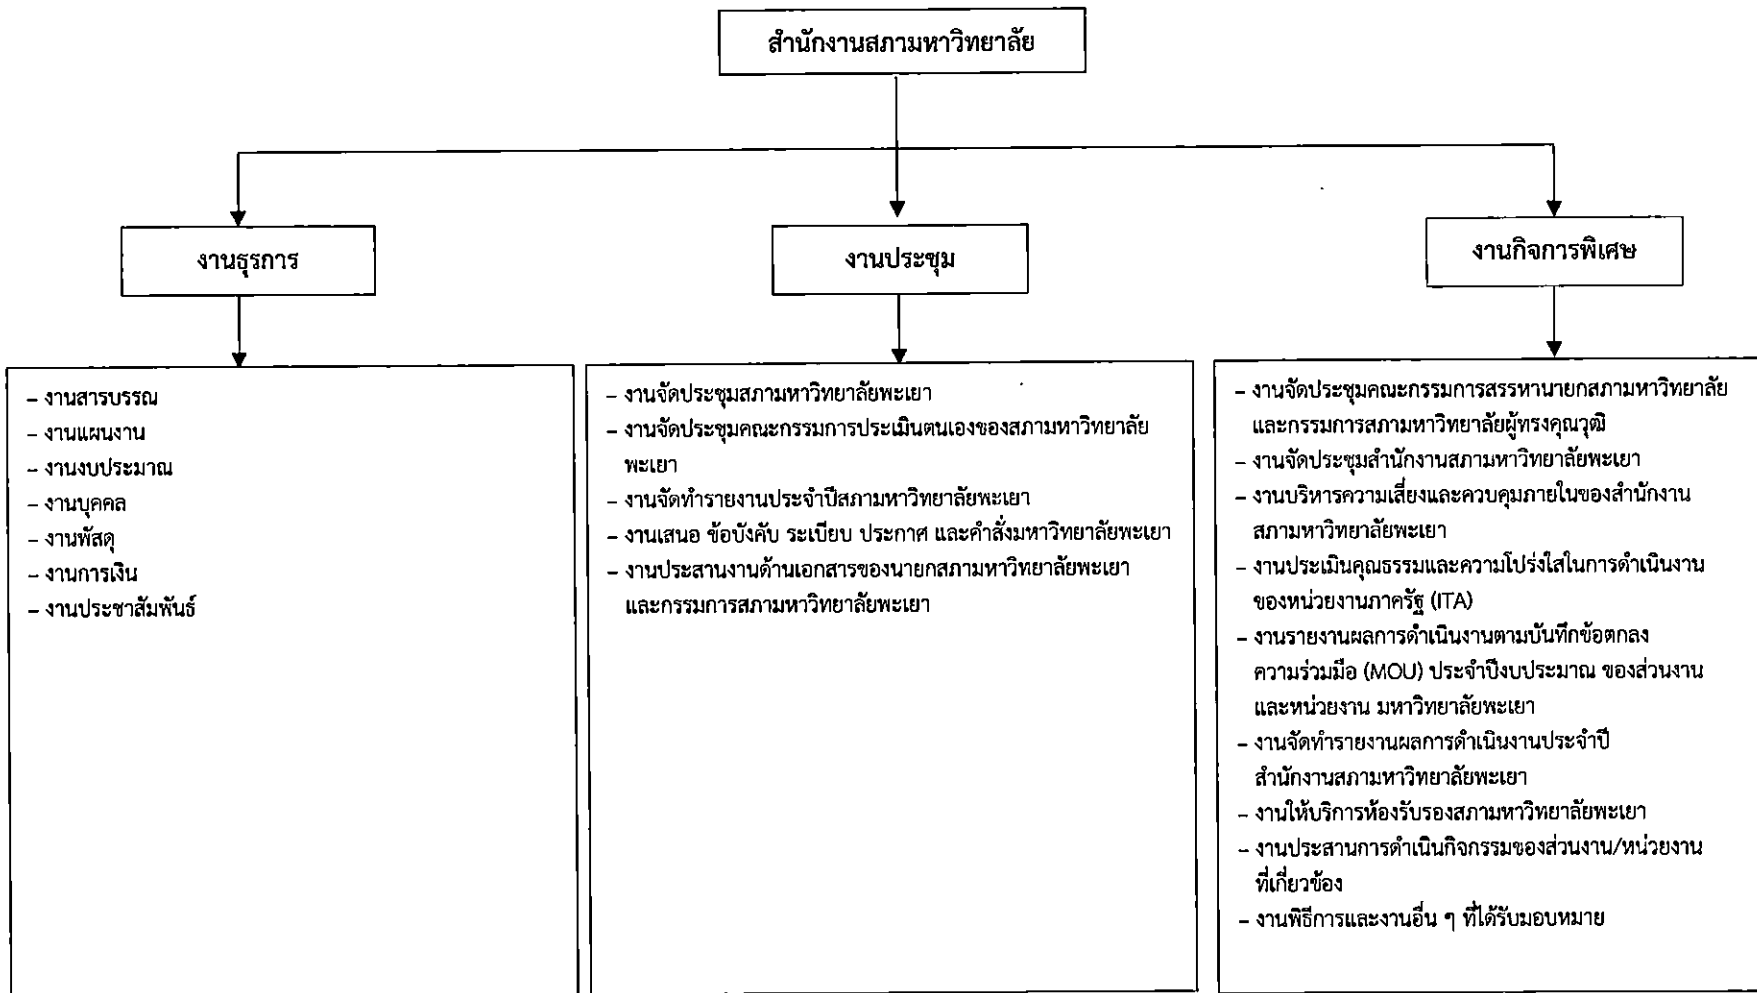 สำนักงานสภามหาวิทยาลัย
งานธุรการ
งานประชุม
งานกิจการพิเศษ
– งานสารบรรณ
– งานแผนงาน
– งานงบประมาณ
– งานบุคคล
– งานพัสดุ
– งานการเงิน
– งานประชาสัมพันธ์
– งานจัดประชุมสภามหาวิทยาลัยพะเยา
– งานจัดประชุมคณะกรรมการประเมินตนเองของสภามหาวิทยาลัย
พะเยา
– งานจัดทำรายงานประจำปีสภามหาวิทยาลัยพะเยา
– งานเสนอ ข้อบังคับ ระเบียบ ประกาศ และคำสั่งมหาวิทยาลัยพะเยา
– งานประสานงานด้านเอกสารของนายกสภามหาวิทยาลัยพะเยา
และกรรมการสภามหาวิทยาลัยพะเยา
– งานจัดประชุมคณะกรรมการสรรหานายกสภามหาวิทยาลัย
และกรรมการสภามหาวิทยาลัยผู้ทรงคุณวุฒิ
– งานจัดประชุมสำนักงานสภามหาวิทยาลัยพะเยา
– งานบริหารความเสี่ยงและควบคุมภายในของสำนักงาน
สภามหาวิทยาลัยพะเยา
– งานประเมินคุณธรรมและความโปร่งใสในการดำเนินงาน
ของหน่วยงานภาครัฐ (ITA)
– งานรายงานผลการดำเนินงานตามบันทึกข้อตกลง
ความร่วมมือ (MOU) ประจำปีงบประมาณ ของส่วนงาน
และหน่วยงาน มหาวิทยาลัยพะเยา
– งานจัดทำรายงานผลการดำเนินงานประจำปี
สำนักงานสภามหาวิทยาลัยพะเยา
– งานให้บริการห้องรับรองสภามหาวิทยาลัยพะเยา
– งานประสานการดำเนินกิจกรรมของส่วนงาน/หน่วยงาน
ที่เกี่ยวข้อง
– งานพิธีการและงานอื่น ๆ ที่ได้รับมอบหมาย